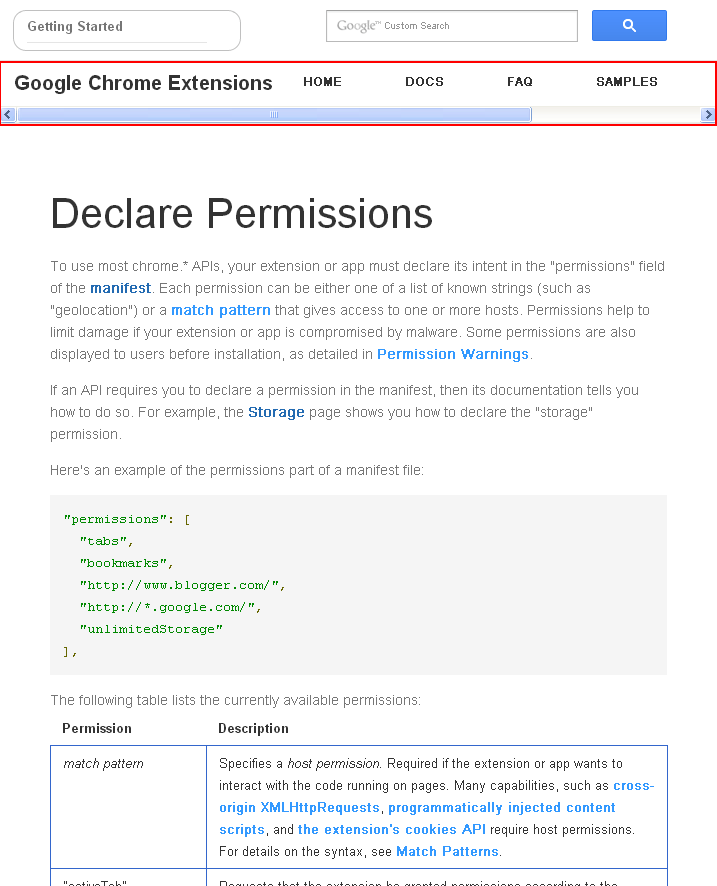 Getting Started
Google™ Custom Search
Google Chrome Extensions HOME DOCS FAQ SAMPLES
Declare Permissions
To use most chrome.* APIs, your extension or app must declare its intent in the "permissions" field
of the manifest. Each permission can be either one of a list of known strings (such as
"geolocation") or a match pattern that gives access to one or more hosts. Permissions help to
limit damage if your extension or app is compromised by malware. Some permissions are also
displayed to users before installation, as detailed in Permission Warnings.
If an API requires you to declare a permission in the manifest, then its documentation tells you
how to do so. For example, the Storage page shows you how to declare the "storage"
permission.
Here's an example of the permissions part of a manifest file:
"permissions": [
"tabs",
"bookmarks",
"http://www.blogger.com/",
"http://*.google.com/",
"unlimitedStorage"
],
The following table lists the currently available permissions:
Permission Description
match pattern Specifies a host permission. Required if the extension or app wants to
interact with the code running on pages. Many capabilities, such as cross-
origin XMLHttpRequests, programmatically injected content
scripts, and the extension's cookies API require host permissions.
For details on the syntax, see Match Patterns.
"activeTab" Requests that the extension be granted permissions according to the